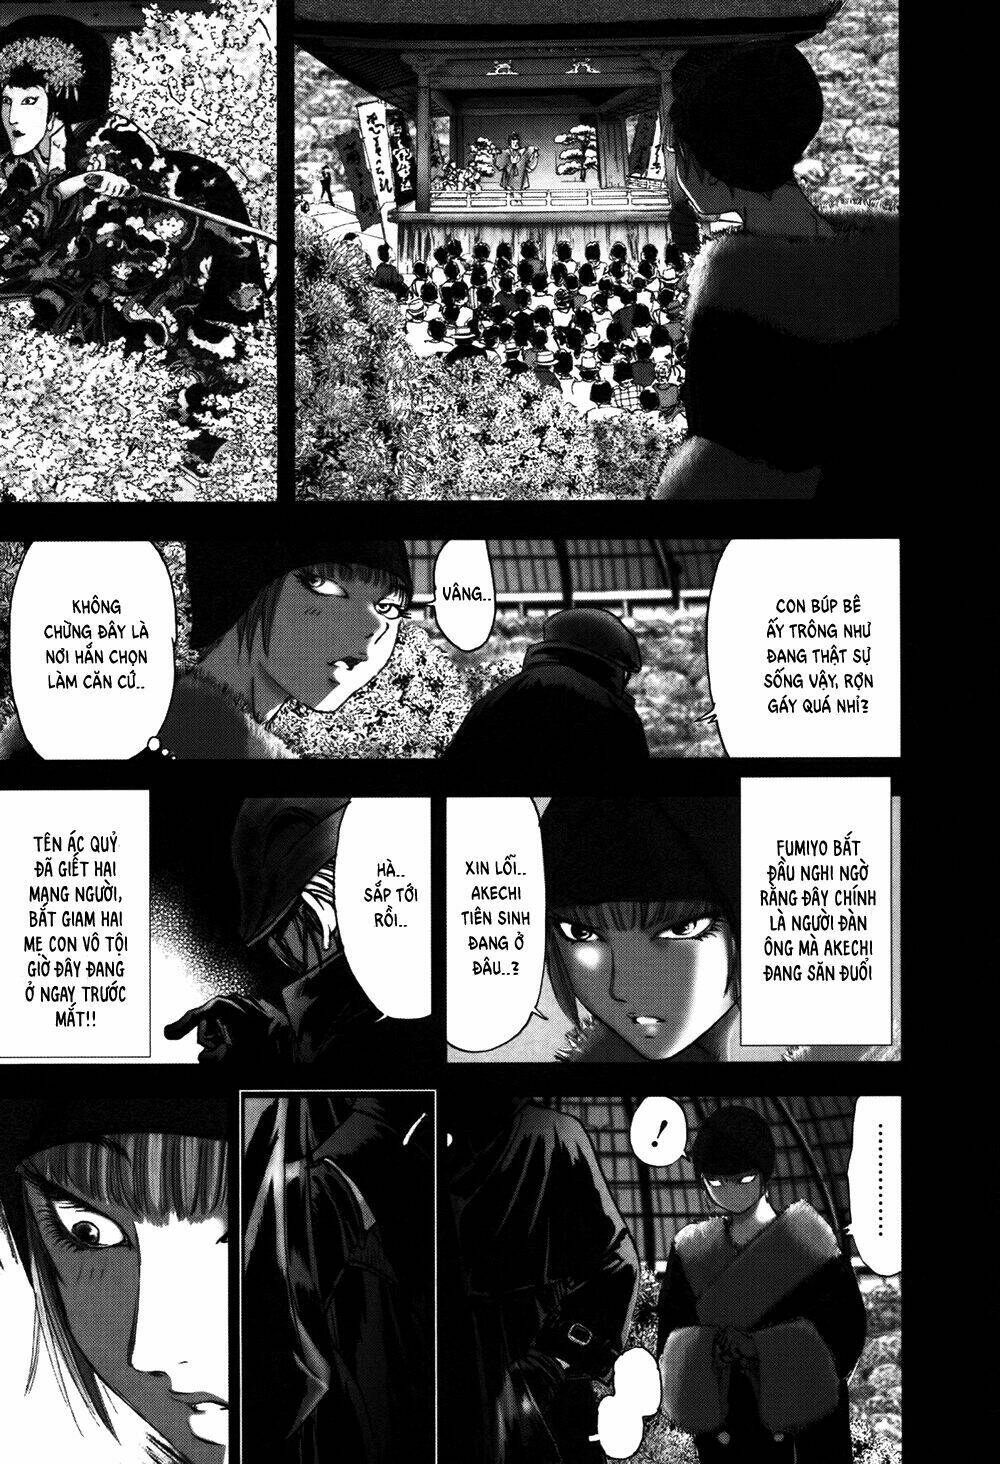 CON BÚP BÊ
ẤY TRÔNG NHƯ
ĐANG THẬT SỰ
SỐNG VẬY, RỢN
GÁY QUÁ NHỈ?
VÂNG..
KHÔNG
CHỪNG ĐÂY LÀ
NƠI HẮN CHỌN
LÀM CĂN CỨ..
FUMIYO BẮT
ĐẦU NGHI NGỜ
RẰNG ĐÂY CHÍNH
LÀ NGƯỜI ĐÀN
ÔNG MÀ AKECHI
ĐANG SĂN ĐUỔI
XIN LỖI..
AKECHI
TIÊN SINH
ĐANG Ở
ĐÂU..?
HÀ..
SẮP TỚI
RỒI..
TÊN ÁC QUỶ
ĐÃ GIẾT HAI
MẠNG NGƯỜI,
BẮT GIAM HAI
MẸ CON VÔ TỘI
GIỜ ĐÂY ĐANG
Ở NGAY TRƯỚC
MẮT!!
.........
!